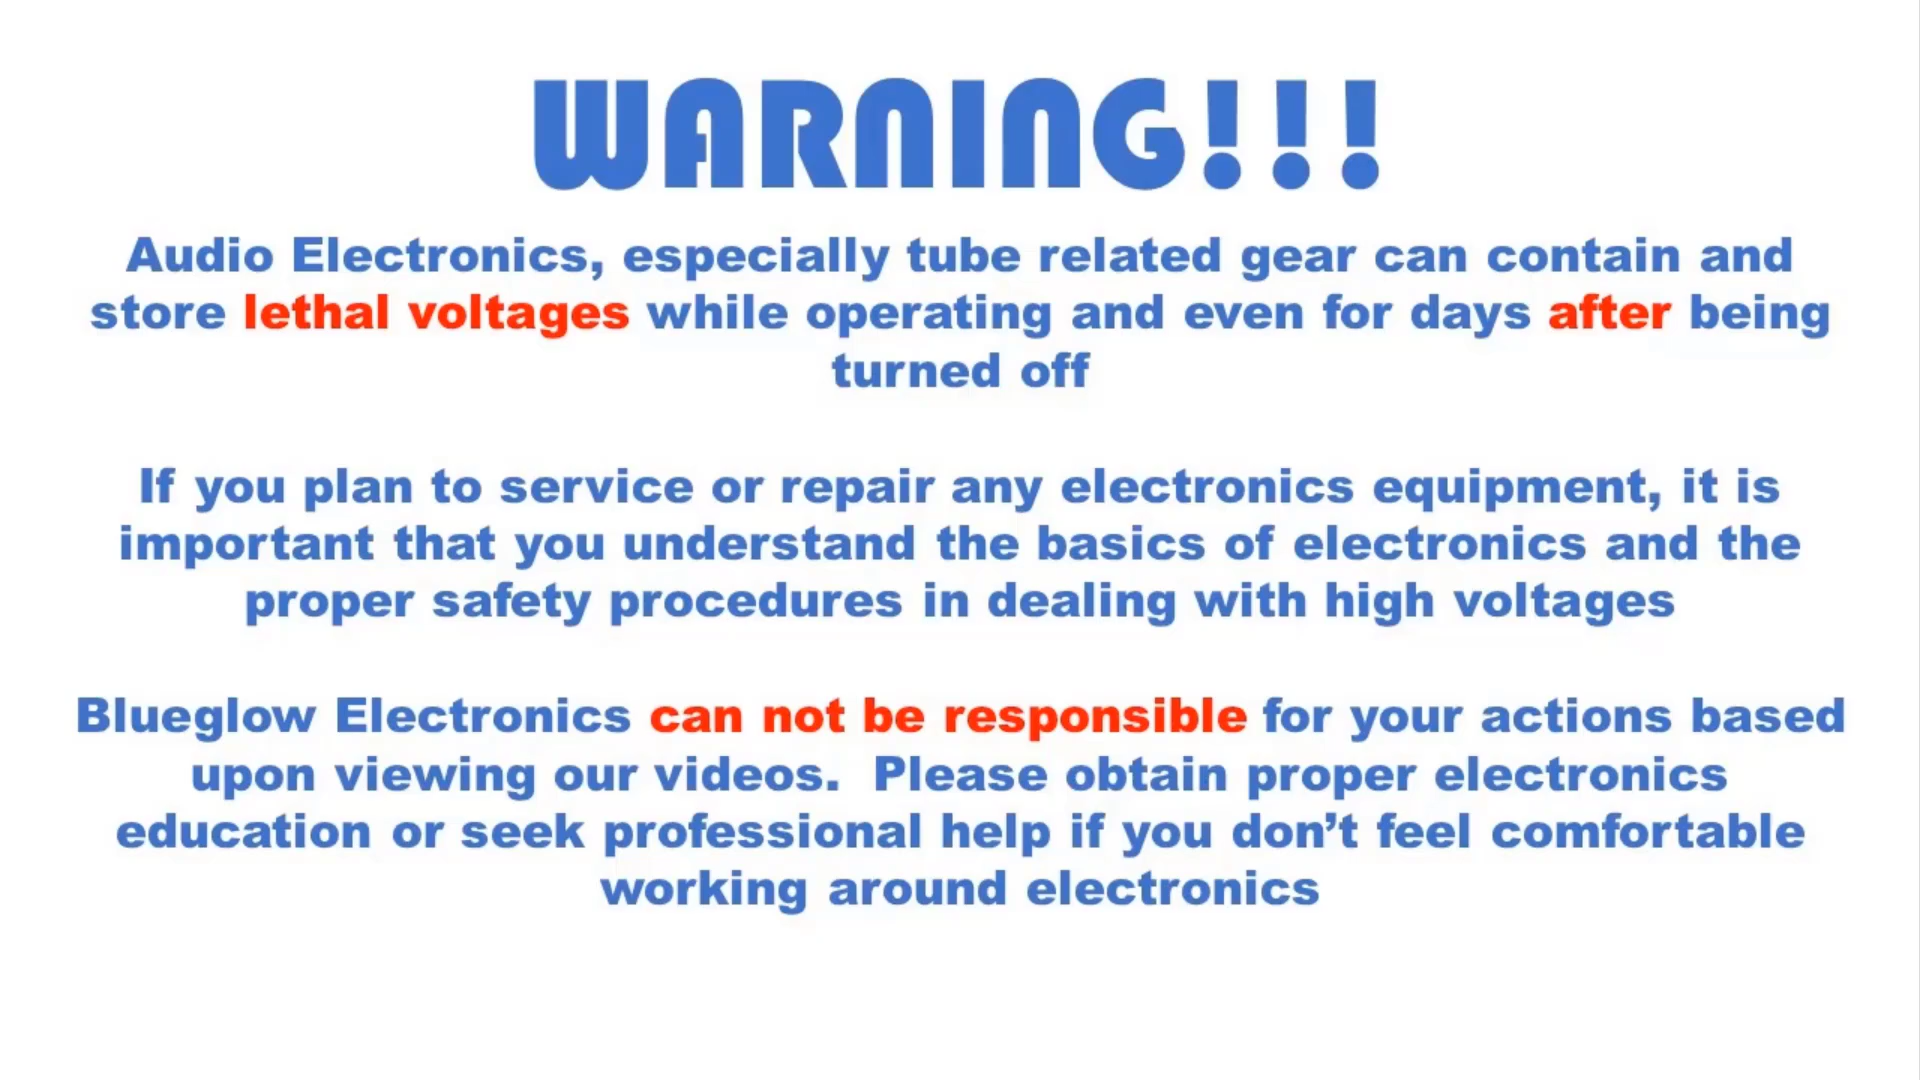 WARNING!!!
Audio Electronics, especially tube related gear can contain and
store lethal voltages while operating and even for days after being
turned off
If you plan to service or repair any electronics equipment, it is
important that you understand the basics of electronics and the
proper safety procedures in dealing with high voltages
Blueglow Electronics can not be responsible for your actions based
upon viewing our videos.  Please obtain proper electronics
education or seek professional help if you don’t feel comfortable
working around electronics